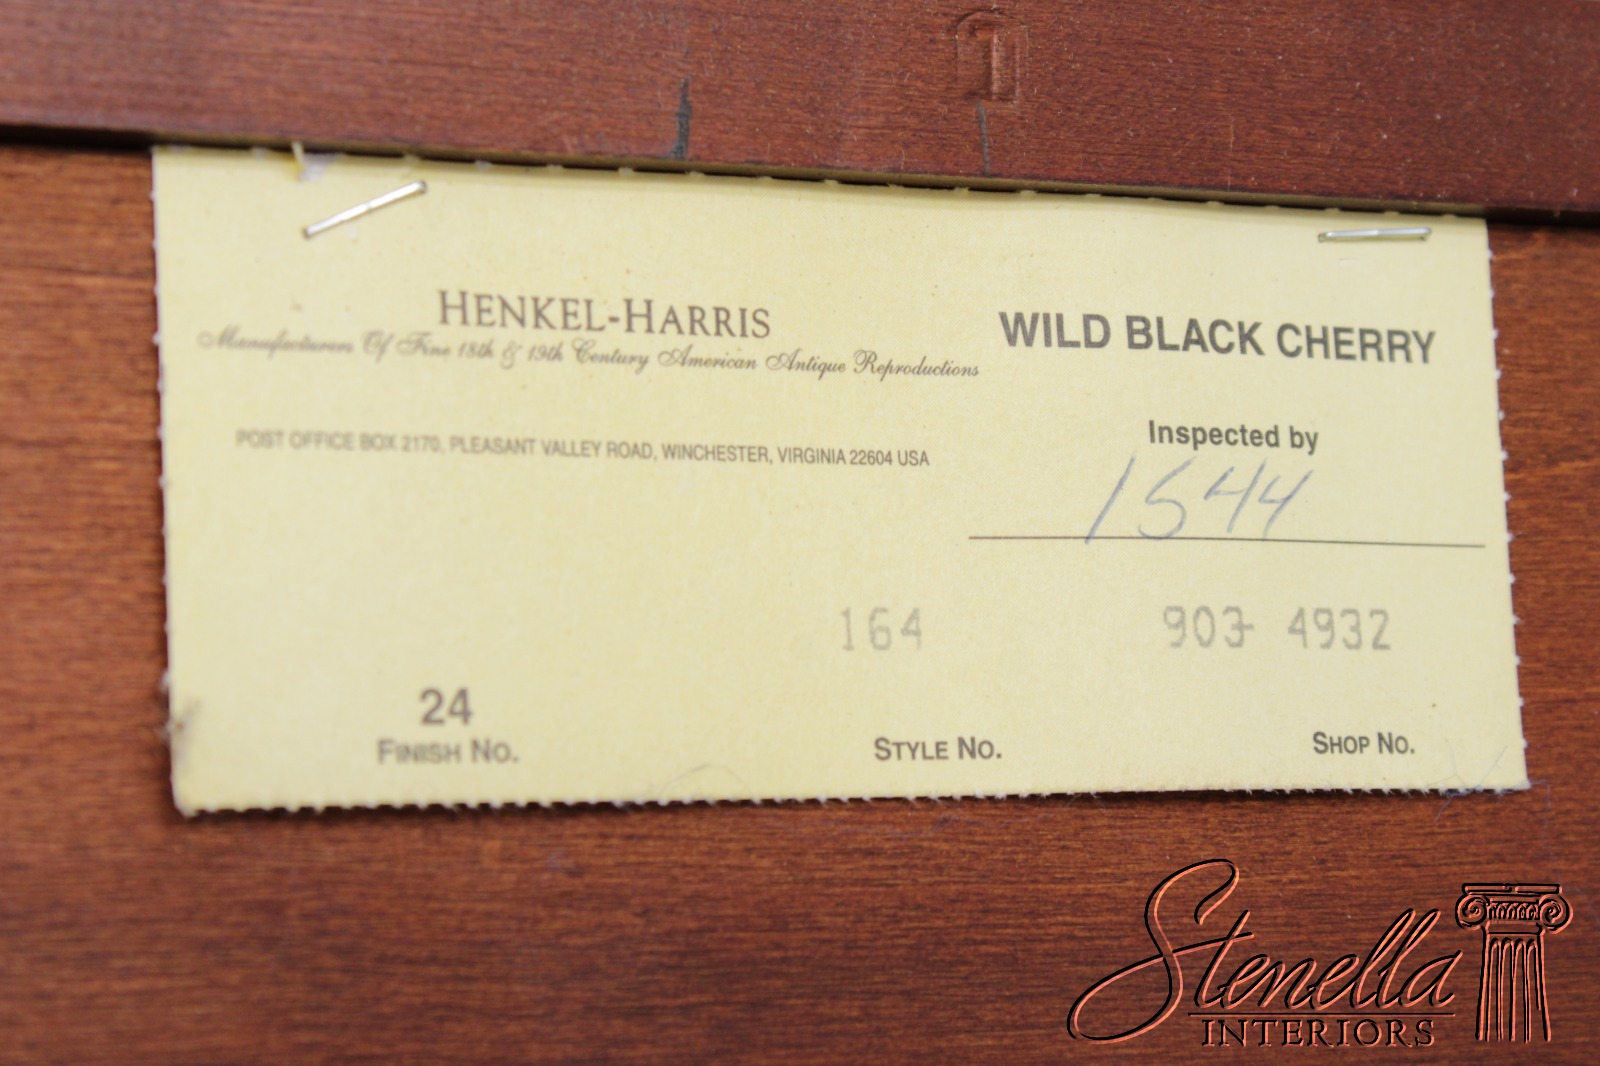 HENKEL-HARRIS
Manufacturers Of Fine 18th & 19th Century American Antique Reproductions
POST OFFICE BOX 2170, PLEASANT VALLEY ROAD, WINCHESTER, VIRGINIA 22604 USA
WILD BLACK CHERRY
Inspected by
1544
164
903- 4932
24
FINISH NO.
STYLE NO.
SHOP NO.
Stenella
INTERIORS